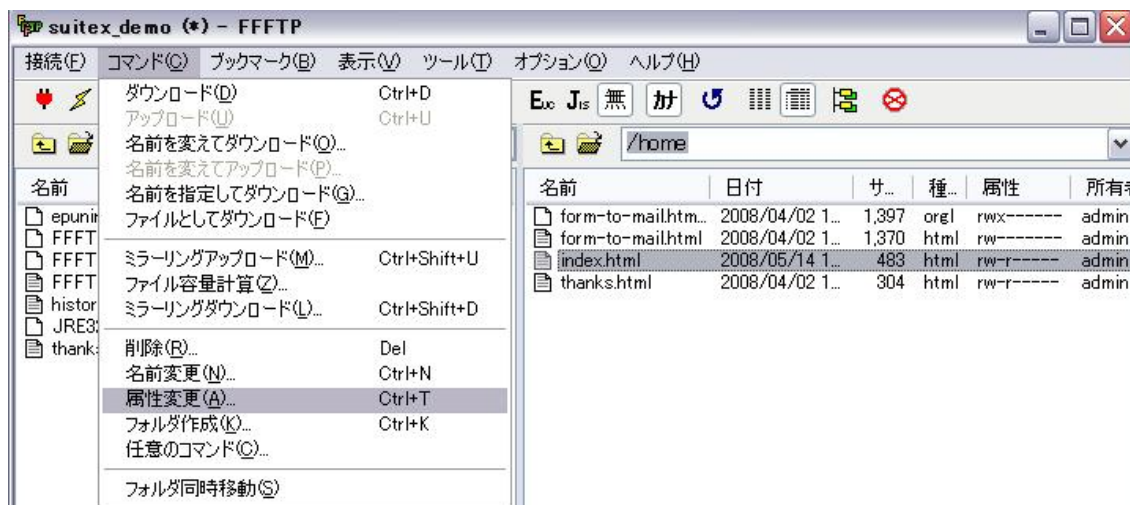 suitex_demo (*) - FFFTP
接続(F) コマンド(C) ブックマーク(B) 表示(V) ツール(T) オプション(O) ヘルプ(H)
ダウンロード(D) Ctrl+D
アップロード(U) Ctrl+U
名前を変えてダウンロード(O)...
名前を変えてアップロード(P)...
名前を指定してダウンロード(G)...
ファイルとしてダウンロード(F)
ミラーリングアップロード(M)... Ctrl+Shift+U
ファイル容量計算(Z)...
ミラーリングダウンロード(L)... Ctrl+Shift+D
削除(R)... Del
名前変更(N)... Ctrl+N
属性変更(A)... Ctrl+T
フォルダ作成(K)... Ctrl+K
任意のコマンド(C)...
フォルダ同時移動(S)
名前
epunir
FFFT
FFFT
FFFT
histor
JRE32
thank
Euc Jis 無 カナ
/home
名前 日付 サ... 種... 属性 所有者
form-to-mail.htm... 2008/04/02 1... 1,397 orgl rwx------ admin
form-to-mail.html 2008/04/02 1... 1,370 html rw------- admin
index.html 2008/05/14 1... 483 html rw-r----- admin
thanks.html 2008/04/02 1... 304 html rw-r----- admin